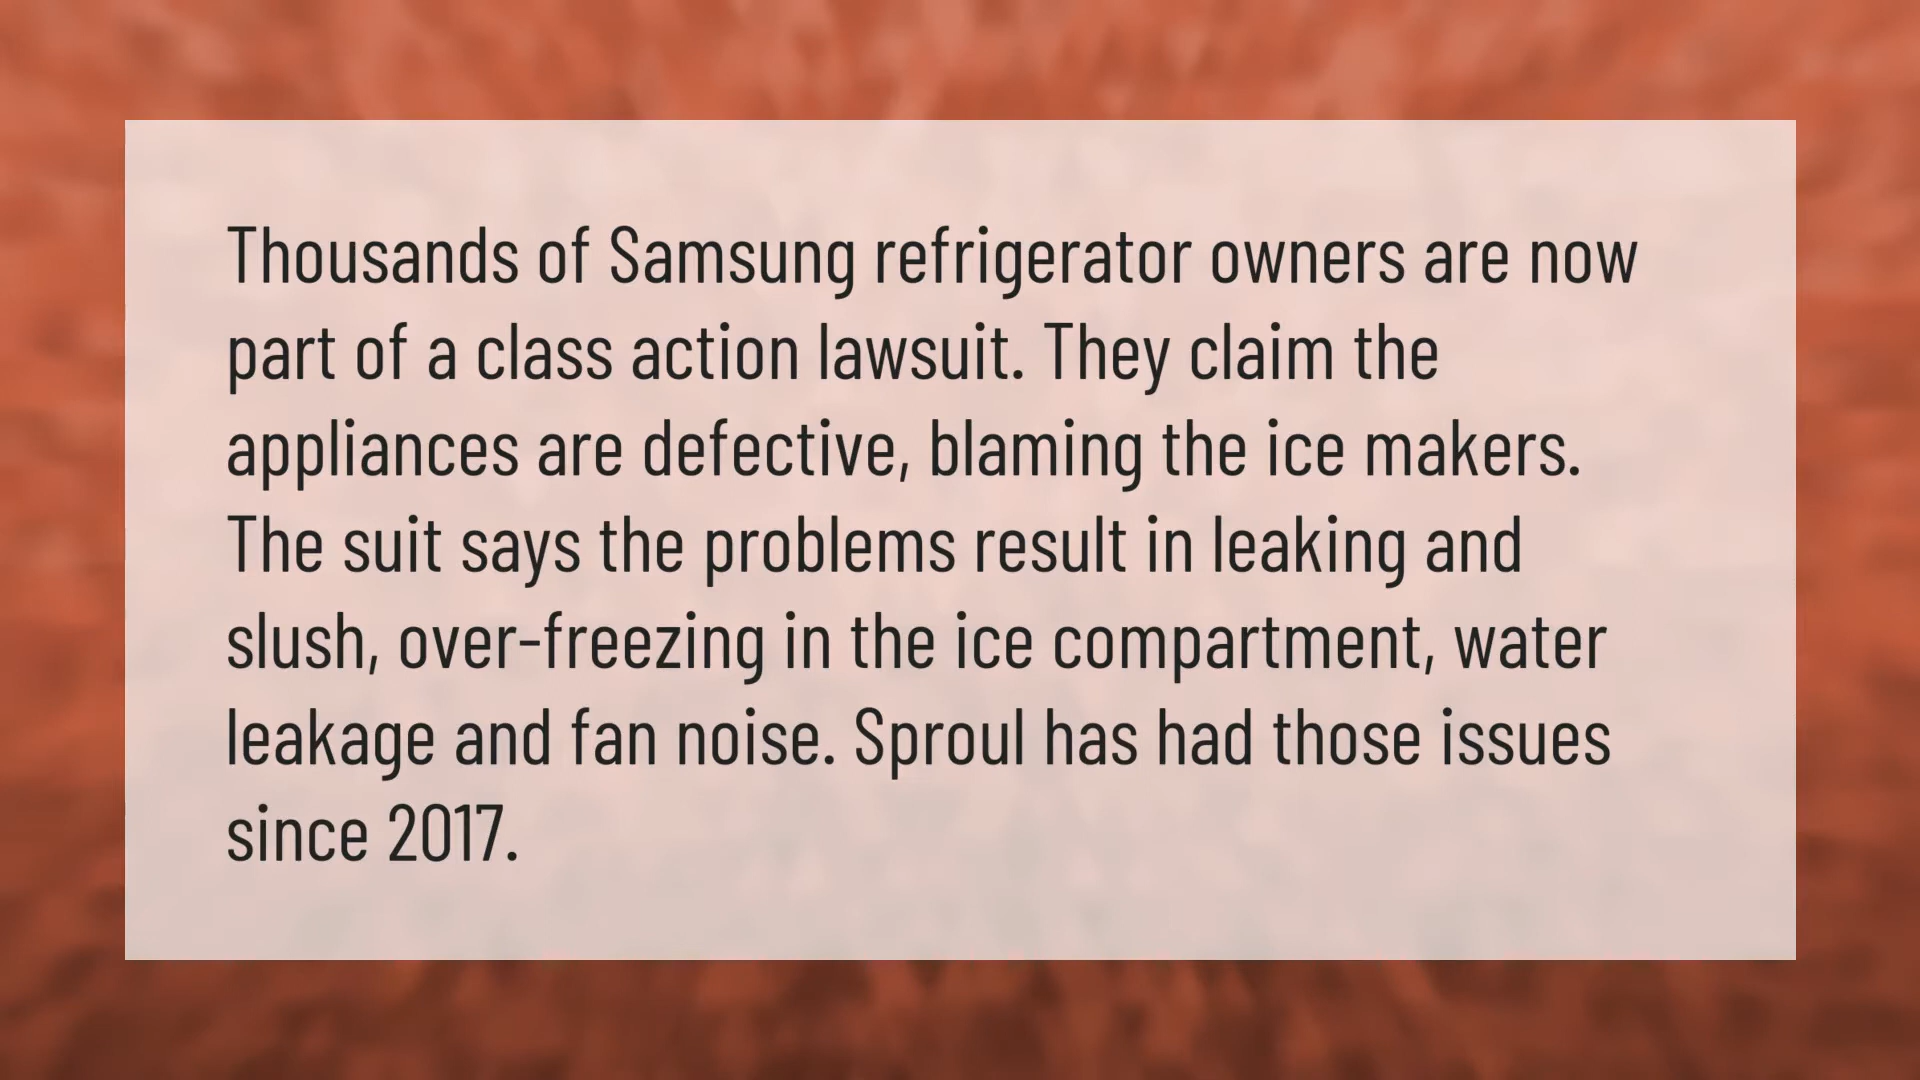 Thousands of Samsung refrigerator owners are now
part of a class action lawsuit. They claim the
appliances are defective, blaming the ice makers.
The suit says the problems result in leaking and
slush, over-freezing in the ice compartment, water
leakage and fan noise. Sproul has had those issues
since 2017.